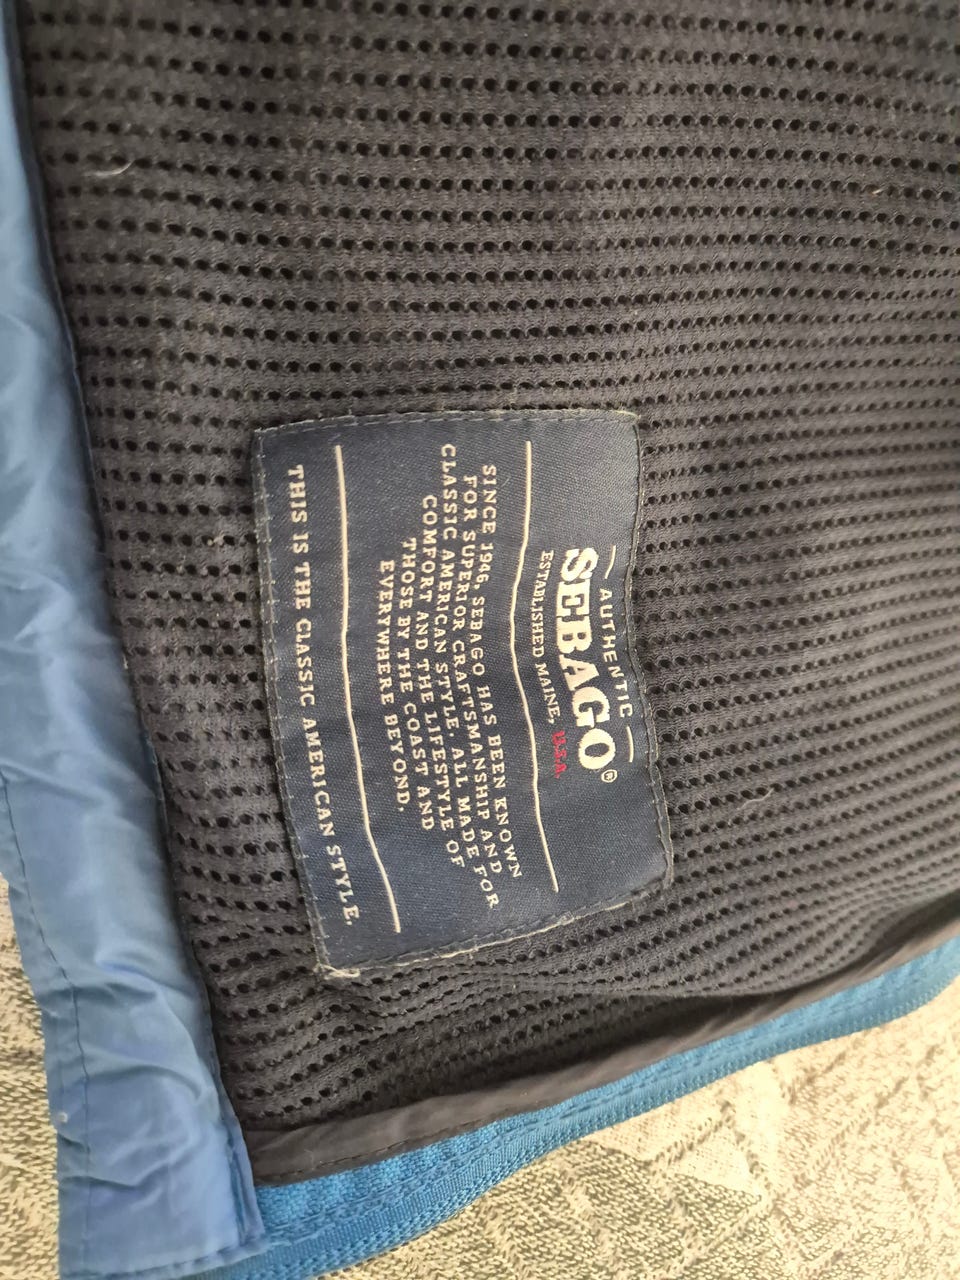 AUTHENTIC
SEBAGO®
ESTABLISHED MAINE, U.S.A.
SINCE 1946, SEBAGO HAS BEEN KNOWN
FOR SUPERIOR CRAFTSMANSHIP AND
CLASSIC AMERICAN STYLE. ALL MADE FOR
COMFORT AND THE LIFESTYLE OF
THOSE BY THE COAST AND
EVERYWHERE BEYOND.
THIS IS THE CLASSIC AMERICAN STYLE.